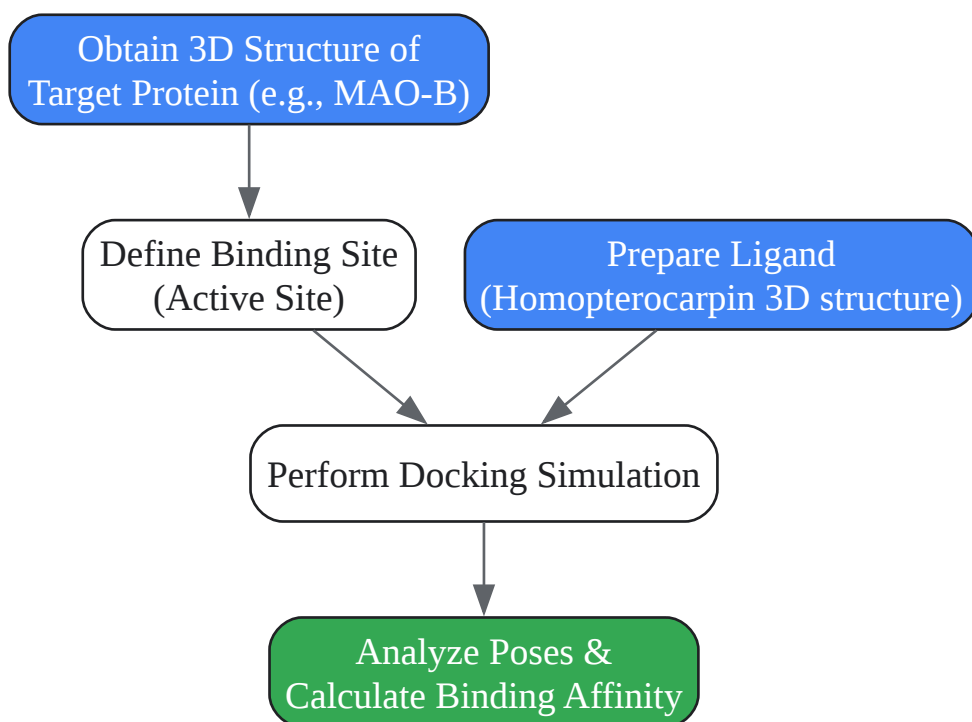 Obtain 3D Structure of
Target Protein (e.g., MAO-B)
Define Binding Site
(Active Site)
Prepare Ligand
(Homopterocarpin 3D structure)
Perform Docking Simulation
Analyze Poses &
Calculate Binding Affinity